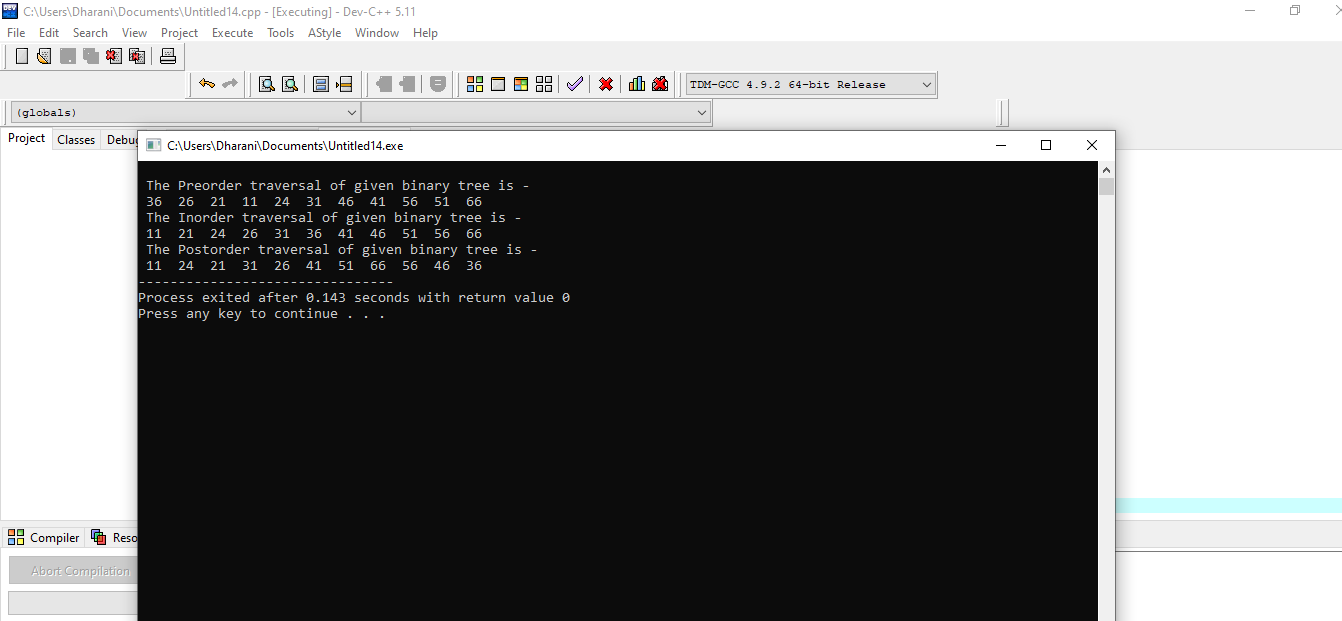 C:\Users\Dharani\Documents\Untitled14.cpp - [Executing] - Dev-C++ 5.11
File Edit Search View Project Execute Tools AStyle Window Help
TDM-GCC 4.9.2 64-bit Release
(globals)
Project Classes Debug
C:\Users\Dharani\Documents\Untitled14.exe
The Preorder traversal of given binary tree is -
36 26 21 11 24 31 46 41 56 51 66
The Inorder traversal of given binary tree is -
11 21 24 26 31 36 41 46 51 56 66
The Postorder traversal of given binary tree is -
11 24 21 31 26 41 51 66 56 46 36
--------------------------------
Process exited after 0.143 seconds with return value 0
Press any key to continue . . .
Compiler Reso
Abort Compilation